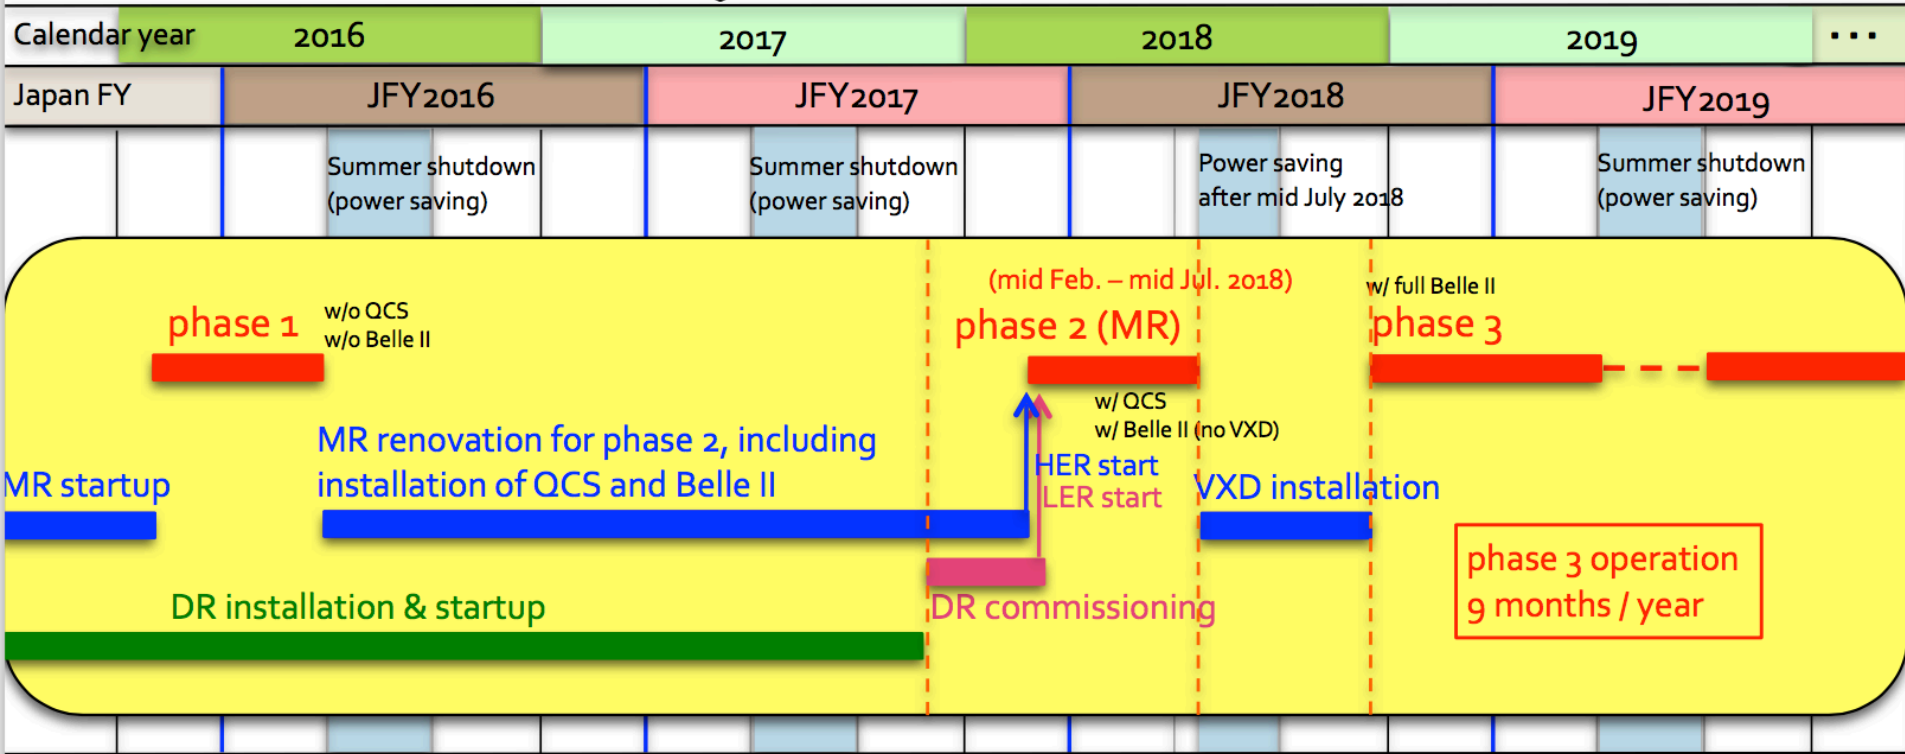 Calendar year 2016 2017 2018 2019 ...
Japan FY JFY2016 JFY2017 JFY2018 JFY2019
Summer shutdown
(power saving)
Summer shutdown
(power saving)
Power saving
after mid July 2018
Summer shutdown
(power saving)
phase 1
w/o QCS
w/o Belle II
(mid Feb. – mid Jul. 2018)
phase 2 (MR)
w/ QCS
w/ Belle II (no VXD)
w/ full Belle II
phase 3
MR startup
MR renovation for phase 2, including
installation of QCS and Belle II
HER start
LER start
VXD installation
DR installation & startup
DR commissioning
phase 3 operation
9 months / year